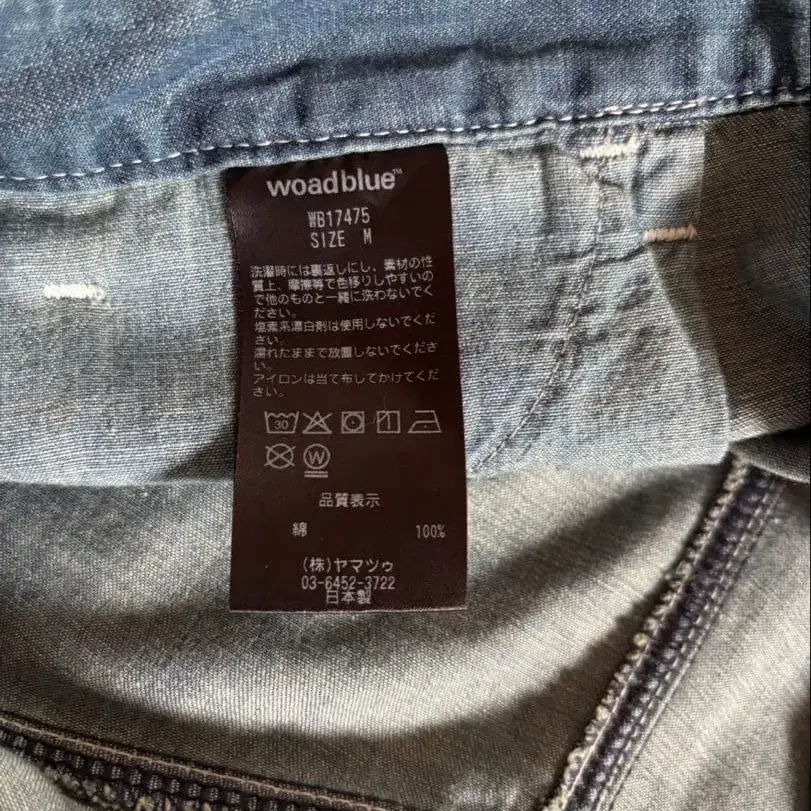 woadblue™
WB17475
SIZE M
洗濯時には裏返しにし、素材の性
質上、摩擦等で色移りしやすいの
で他のものと一緒に洗わないでく
ださい。
塩素系漂白剤は使用しないでくだ
さい。
濡れたままで放置しないでくださ
い。
アイロンは当て布してかけてくだ
さい。
30
W
品質表示
綿 100%
(株)ヤマツゥ
03-6452-3722
日本製